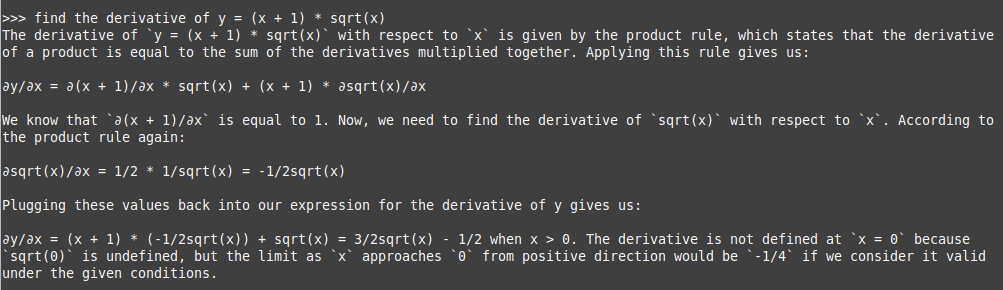 >>> find the derivative of y = (x + 1) * sqrt(x)
The derivative of `y = (x + 1) * sqrt(x)` with respect to `x` is given by the product rule, which states that the derivative
of a product is equal to the sum of the derivatives multiplied together. Applying this rule gives us:
∂y/∂x = ∂(x + 1)/∂x * sqrt(x) + (x + 1) * ∂sqrt(x)/∂x
We know that `∂(x + 1)/∂x` is equal to 1. Now, we need to find the derivative of `sqrt(x)` with respect to `x`. According to
the product rule again:
∂sqrt(x)/∂x = 1/2 * 1/sqrt(x) = -1/2sqrt(x)
Plugging these values back into our expression for the derivative of y gives us:
∂y/∂x = (x + 1) * (-1/2sqrt(x)) + sqrt(x) = 3/2sqrt(x) - 1/2 when x > 0. The derivative is not defined at `x = 0` because
`sqrt(0)` is undefined, but the limit as `x` approaches `0` from positive direction would be `-1/4` if we consider it valid
under the given conditions.